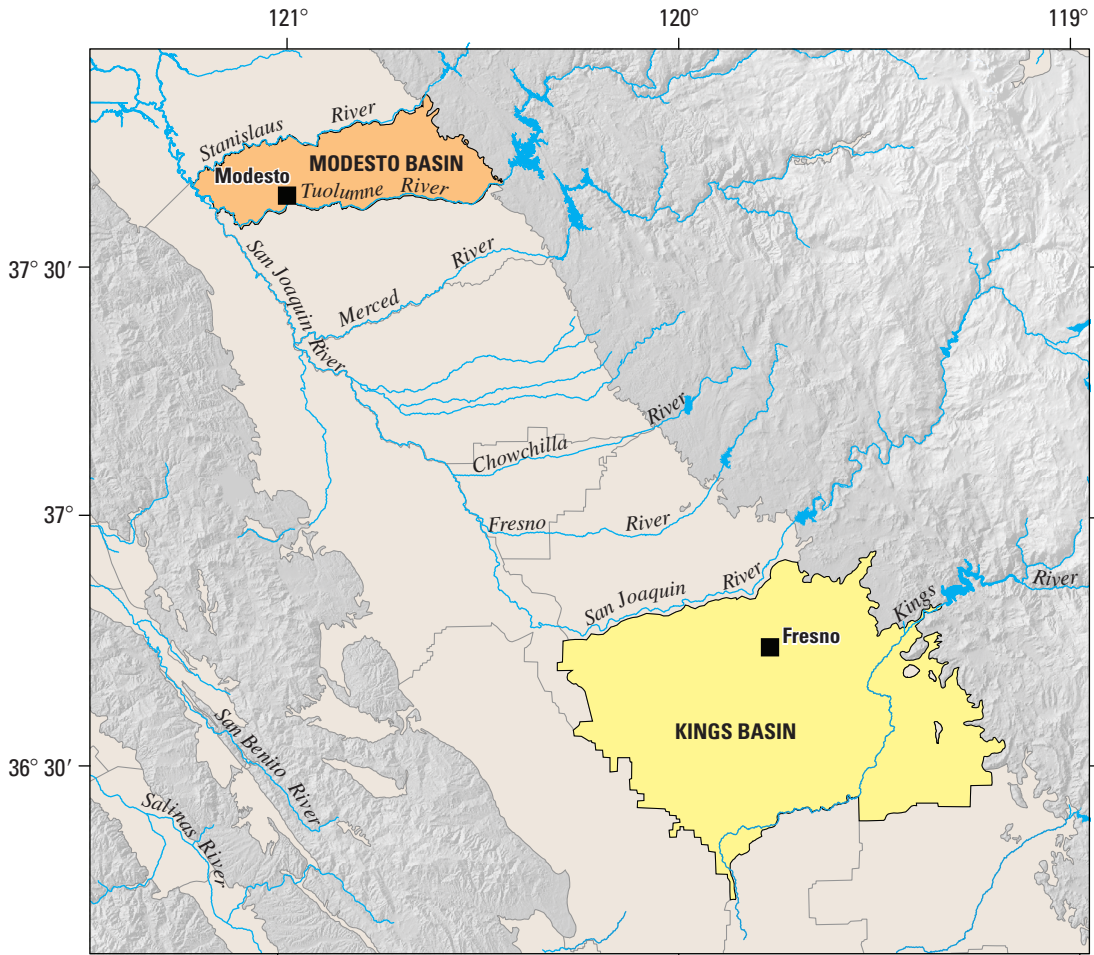 121°
120°
119°
Stanislaus River
MODESTO BASIN
Modesto
Tuolumne River
37° 30′
San Joaquin River
Merced River
Chowchilla River
37°
Fresno River
San Joaquin River
Kings River
Fresno
KINGS BASIN
36° 30′
San Benito River
Salinas River